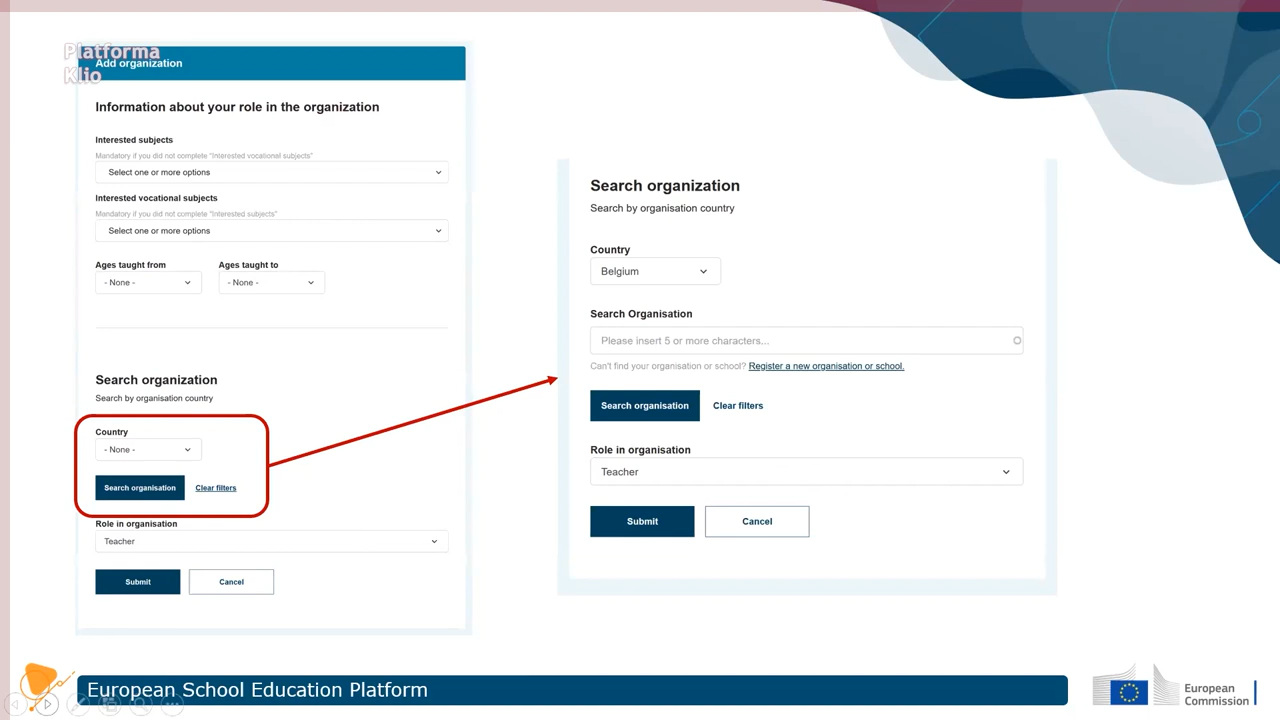 Platforma
Klio
Add organization
Information about your role in the organization
Interested subjects
Mandatory if you did not complete "Interested vocational subjects"
Select one or more options
Interested vocational subjects
Mandatory if you did not complete "Interested subjects"
Select one or more options
Ages taught from
Ages taught to
- None -
- None -
Search organization
Search by organisation country
Country
- None -
Search organisation
Clear filters
Role in organisation
Teacher
Submit
Cancel
Search organization
Search by organisation country
Country
Belgium
Search Organisation
Please insert 5 or more characters...
Can't find your organisation or school? Register a new organisation or school.
Search organisation
Clear filters
Role in organisation
Teacher
Submit
Cancel
European School Education Platform
European
Commission